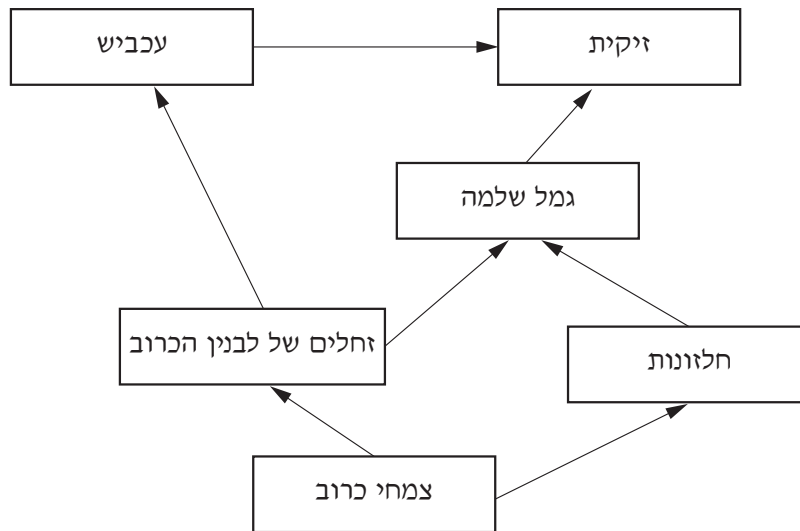 עכביש
זיקית
גמל שלמה
זחלים של לבנין הכרוב
חלזונות
צמחי כרוב